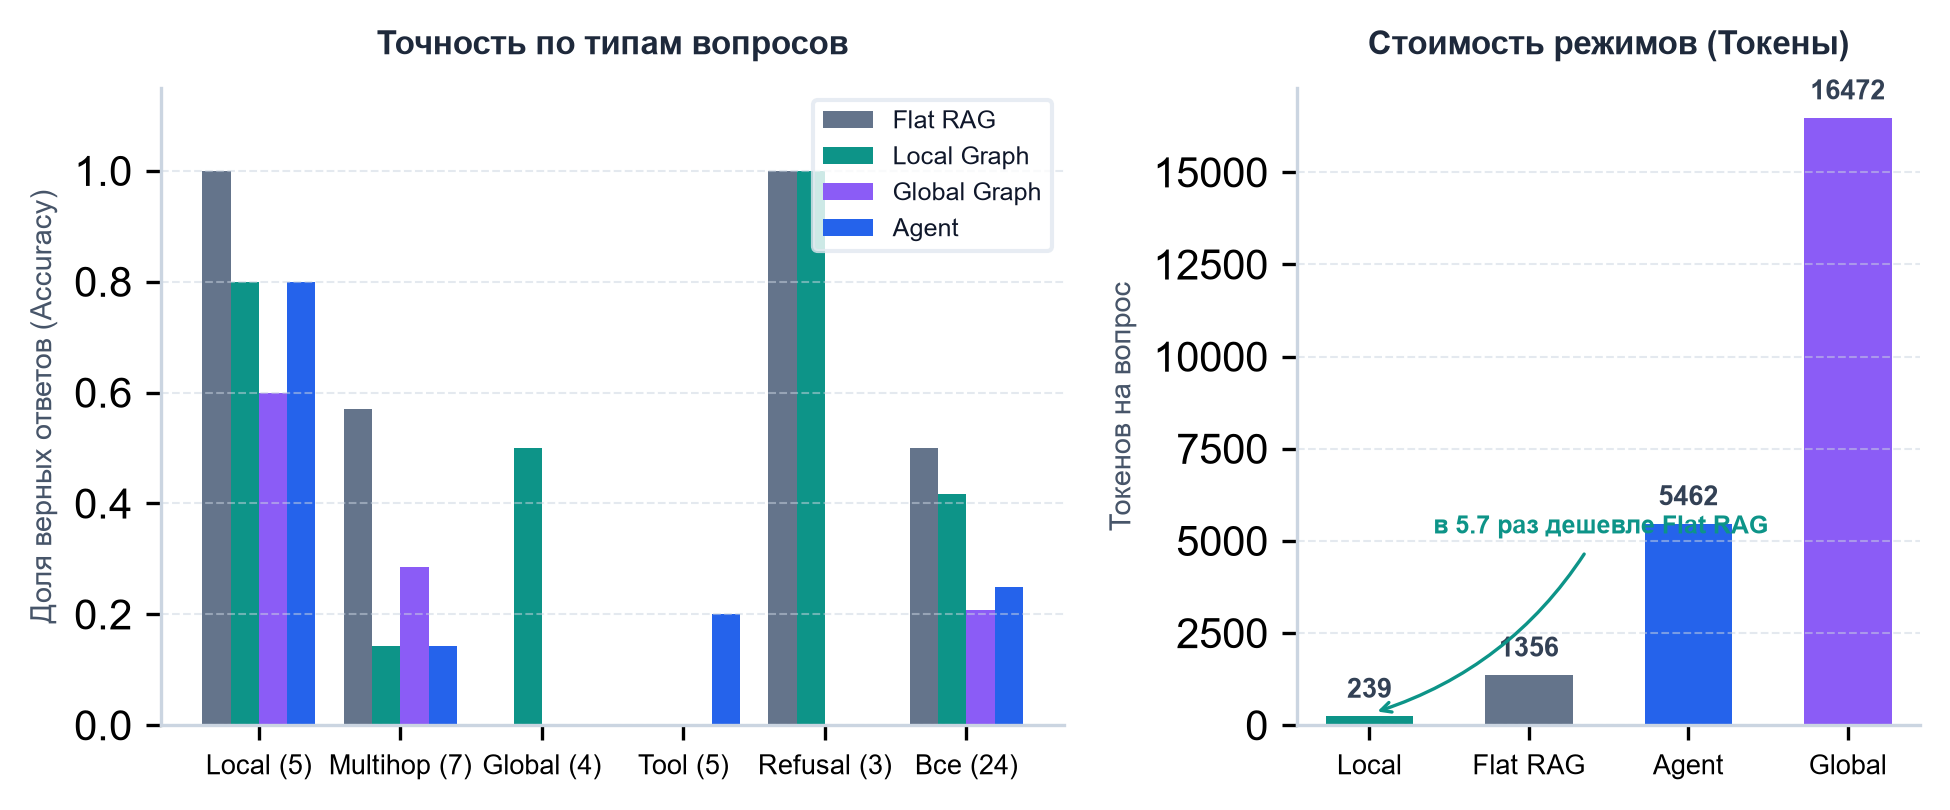 Точность по типам вопросов
Доля верных ответов (Accuracy)
1.0
0.8
0.6
0.4
0.2
0.0
Flat RAG
Local Graph
Global Graph
Agent
Local (5)
Multihop (7)
Global (4)
Tool (5)
Refusal (3)
Все (24)
Стоимость режимов (Токены)
Токенов на вопрос
15000
12500
10000
7500
5000
2500
0
16472
5462
в 5.7 раз дешевле Flat RAG
1356
239
Local
Flat RAG
Agent
Global